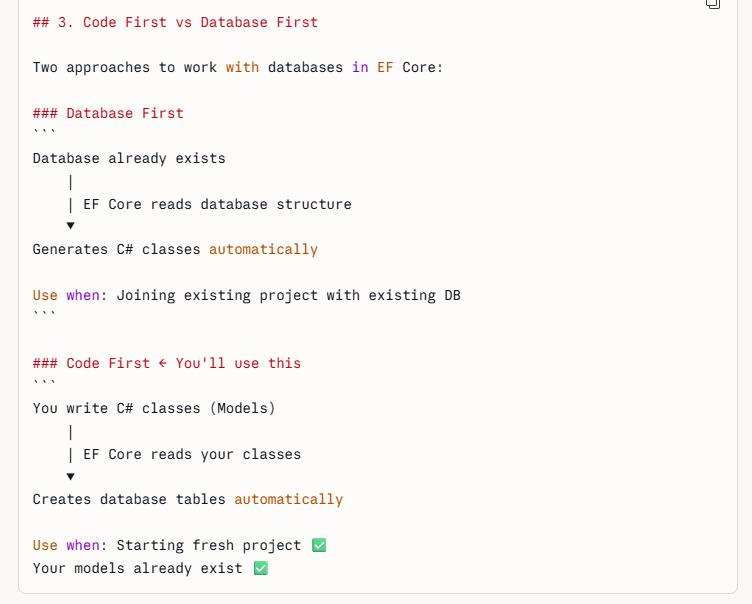 ## 3. Code First vs Database First
Two approaches to work with databases in EF Core:
### Database First
```
Database already exists
    |
    | EF Core reads database structure
    ▼
Generates C# classes automatically
Use when: Joining existing project with existing DB
```
### Code First ← You'll use this
```
You write C# classes (Models)
    |
    | EF Core reads your classes
    ▼
Creates database tables automatically
Use when: Starting fresh project ✅
Your models already exist ✅